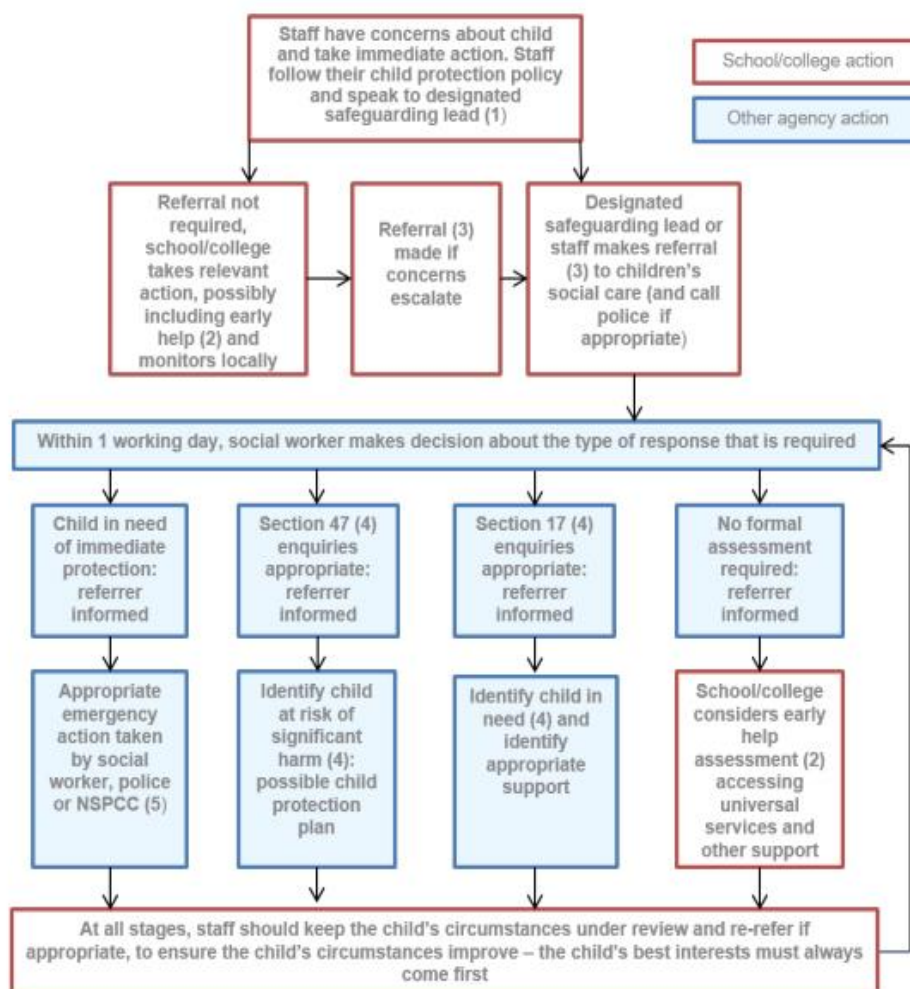 Staff have concerns about child
and take immediate action. Staff
follow their child protection policy
and speak to designated
safeguarding lead (1)
School/college action
Other agency action
Referral not
required,
school/college
takes relevant
action, possibly
including early
help (2) and
monitors locally
Referral (3)
made if
concerns
escalate
Designated
safeguarding lead or
staff makes referral
(3) to children's
social care (and call
police if
appropriate)
Within 1 working day, social worker makes decision about the type of response that is required
Child in need
of immediate
protection:
referrer
informed
Section 47 (4)
enquiries
appropriate:
referrer
informed
Section 17 (4)
enquiries
appropriate:
referrer
informed
No formal
assessment
required:
referrer
informed
Appropriate
emergency
action taken
by social
worker, police
or NSPCC (5)
Identify child
at risk of
significant
harm (4):
possible child
protection
plan
Identify child in
need (4) and
identify
appropriate
support
School/college
considers early
help
assessment (2)
accessing
universal
services and
other support
At all stages, staff should keep the child's circumstances under review and re-refer if
appropriate, to ensure the child's circumstances improve – the child's best interests must always
come first